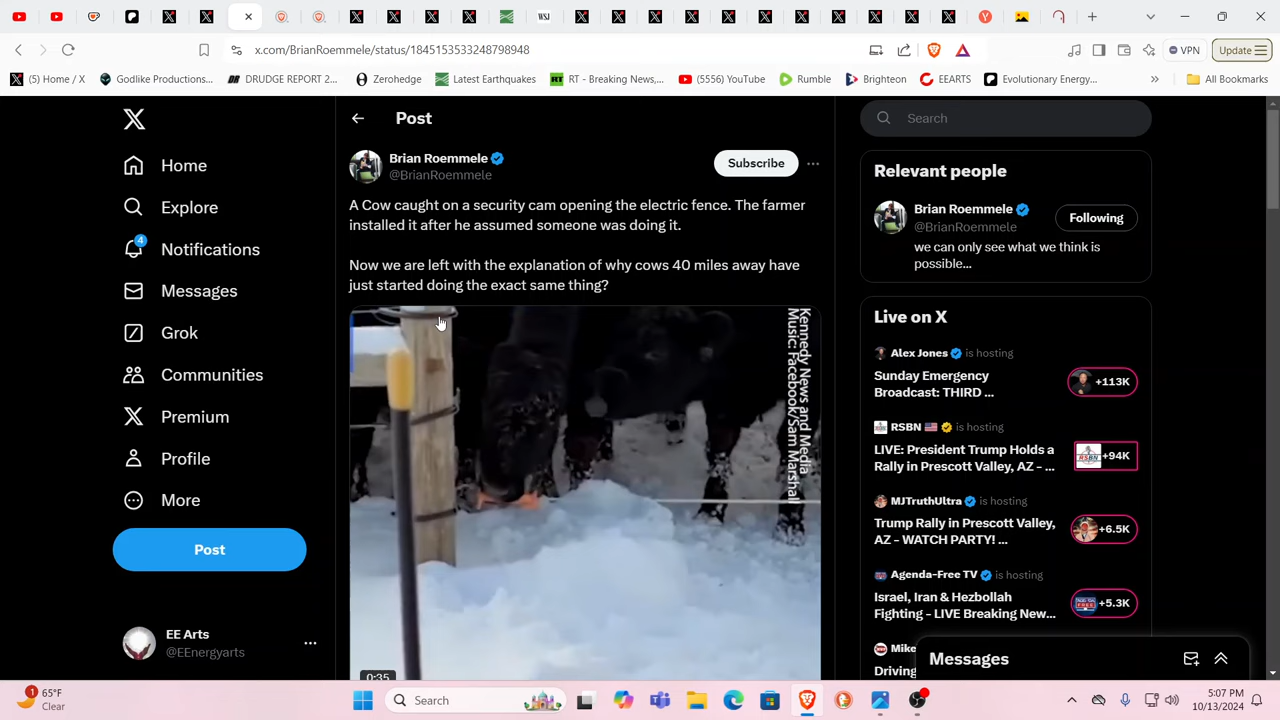 x.com/BrianRoemmele/status/1845153533248798948
VPN
Update
(5) Home / X
Godlike Productions...
DRUDGE REPORT 2...
Zerohedge
Latest Earthquakes
RT - Breaking News,...
(5550) YouTube
Rumble
Brighteon
EEARTS
Evolutionary Energy...
All Bookmarks
Home
Explore
4
Notifications
Messages
Grok
Communities
Premium
Profile
More
Post
EE Arts
@EEnergyarts
Post
Brian Roemmele
@BrianRoemmele
Subscribe
A Cow caught on a security cam opening the electric fence. The farmer
installed it after he assumed someone was doing it.
Now we are left with the explanation of why cows 40 miles away have
just started doing the exact same thing?
Kennedy News and Media
Music: Facebook/Sam Marshall
0:35
Search
Relevant people
Brian Roemmele
@BrianRoemmele
Following
we can only see what we think is
possible...
Live on X
Alex Jones is hosting
Sunday Emergency
Broadcast: THIRD ...
+113K
RSBN is hosting
LIVE: President Trump Holds a
Rally in Prescott Valley, AZ - ...
+94K
MJTruthUltra is hosting
Trump Rally in Prescott Valley,
AZ - WATCH PARTY! ...
+6.5K
Agenda-Free TV is hosting
Israel, Iran & Hezbollah
Fighting - LIVE Breaking New...
+5.3K
Mike
Driving
Messages
1
65°F
Clear
Search
5:07 PM
10/13/2024